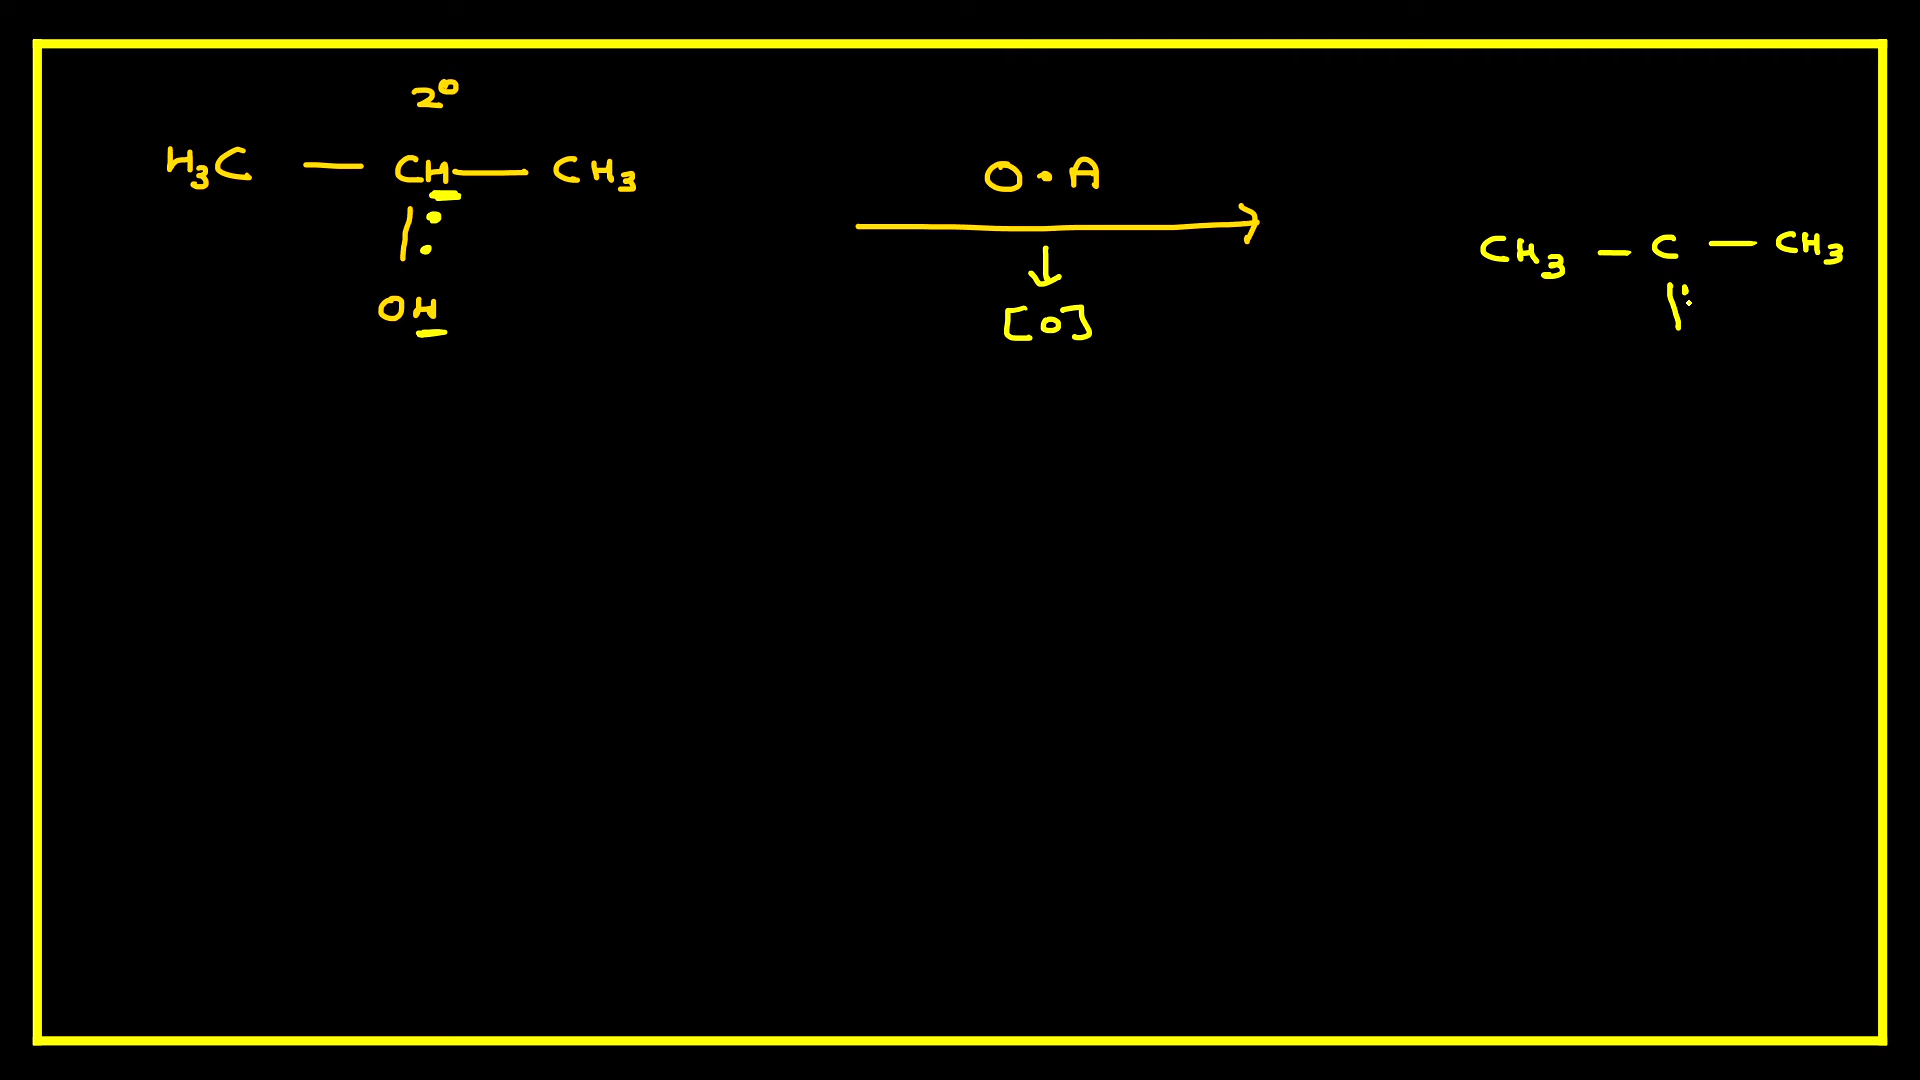 2°
H₃C — CH — CH₃
OH
O·A
[O]
CH₃ — C — CH₃